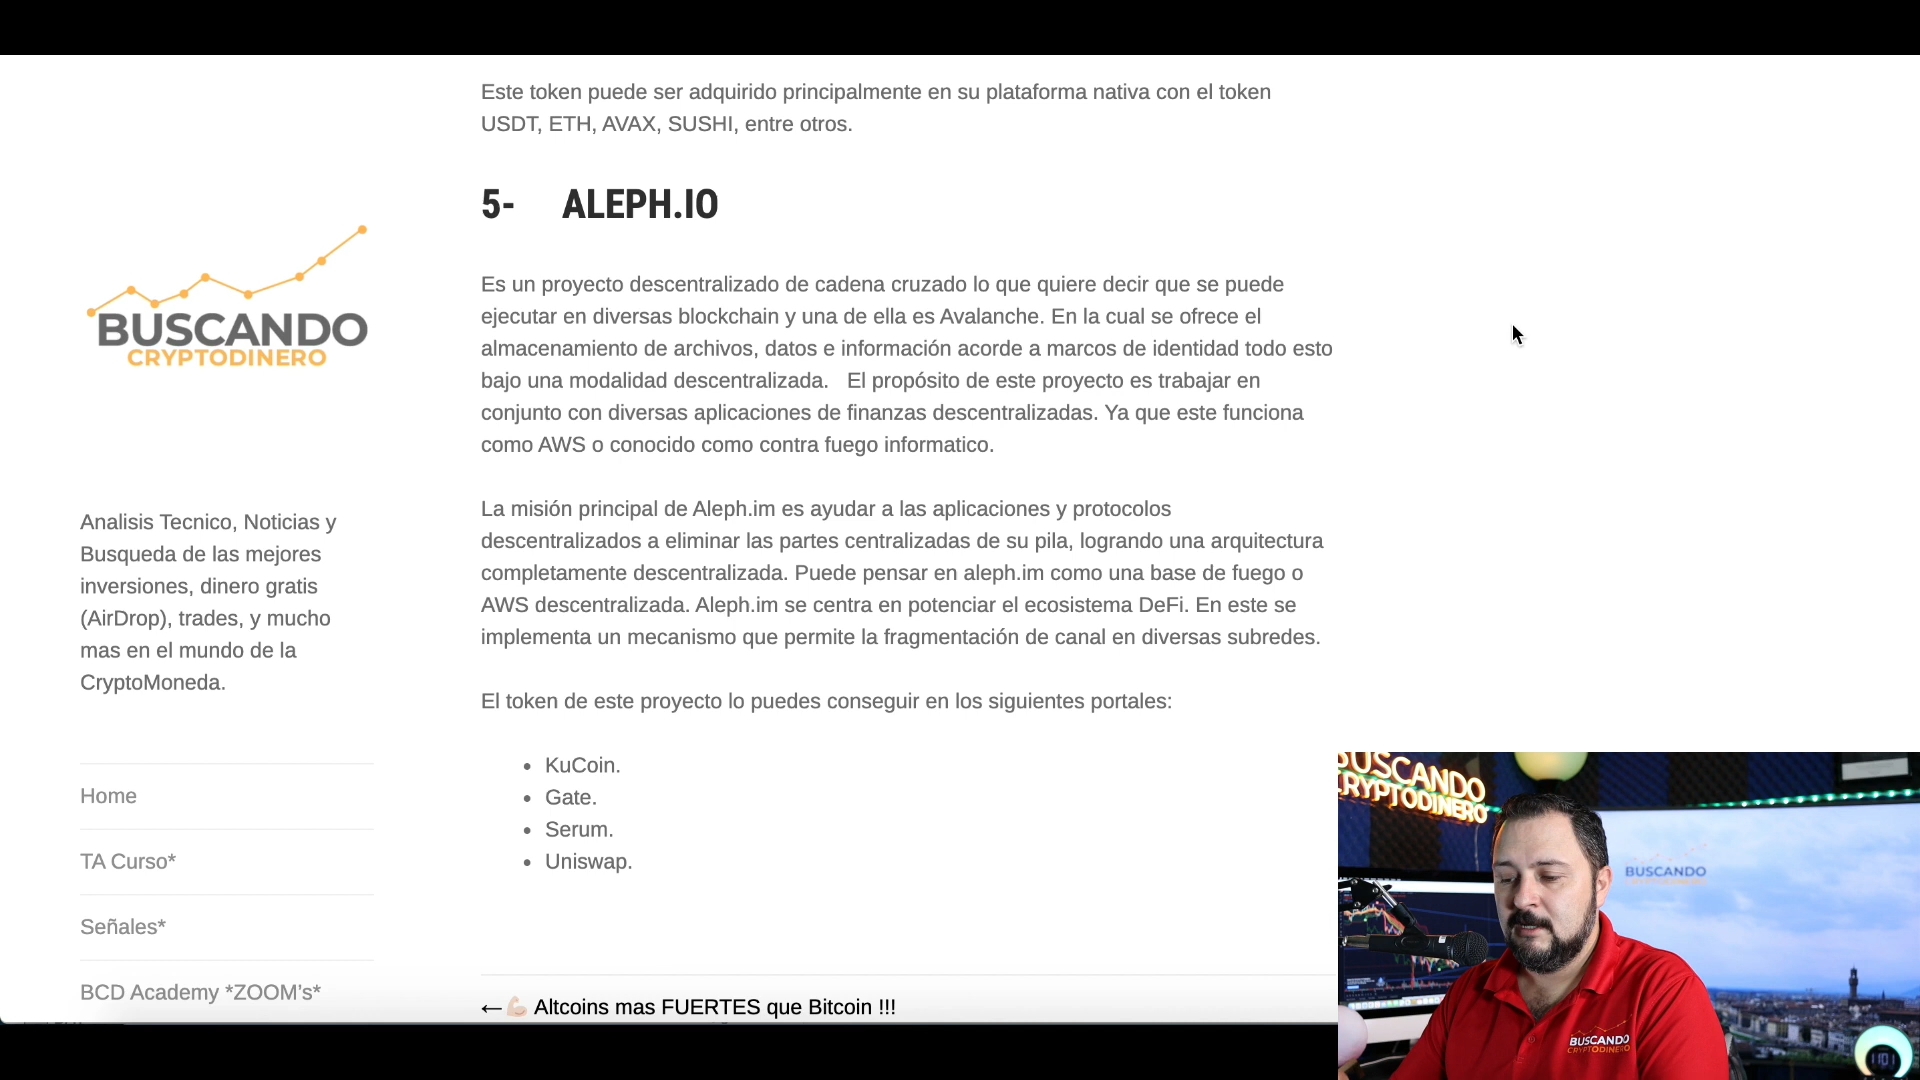 Este token puede ser adquirido principalmente en su plataforma nativa con el token
USDT, ETH, AVAX, SUSHI, entre otros.
5- ALEPH.IO
Es un proyecto descentralizado de cadena cruzado lo que quiere decir que se puede
ejecutar en diversas blockchain y una de ella es Avalanche. En la cual se ofrece el
almacenamiento de archivos, datos e información acorde a marcos de identidad todo esto
bajo una modalidad descentralizada. El propósito de este proyecto es trabajar en
conjunto con diversas aplicaciones de finanzas descentralizadas. Ya que este funciona
como AWS o conocido como contra fuego informatico.
La misión principal de Aleph.im es ayudar a las aplicaciones y protocolos
descentralizados a eliminar las partes centralizadas de su pila, logrando una arquitectura
completamente descentralizada. Puede pensar en aleph.im como una base de fuego o
AWS descentralizada. Aleph.im se centra en potenciar el ecosistema DeFi. En este se
implementa un mecanismo que permite la fragmentación de canal en diversas subredes.
El token de este proyecto lo puedes conseguir en los siguientes portales:
• KuCoin.
• Gate.
• Serum.
• Uniswap.
←💪🏻 Altcoins mas FUERTES que Bitcoin !!!
BUSCANDO
CRYPTODINERO
Analisis Tecnico, Noticias y
Busqueda de las mejores
inversiones, dinero gratis
(AirDrop), trades, y mucho
mas en el mundo de la
CryptoMoneda.
Home
TA Curso*
Señales*
BCD Academy *ZOOM's*
BUSCANDO
CRYPTODINERO
BUSCANDO
BUSCANDO
CRYPTODINERO